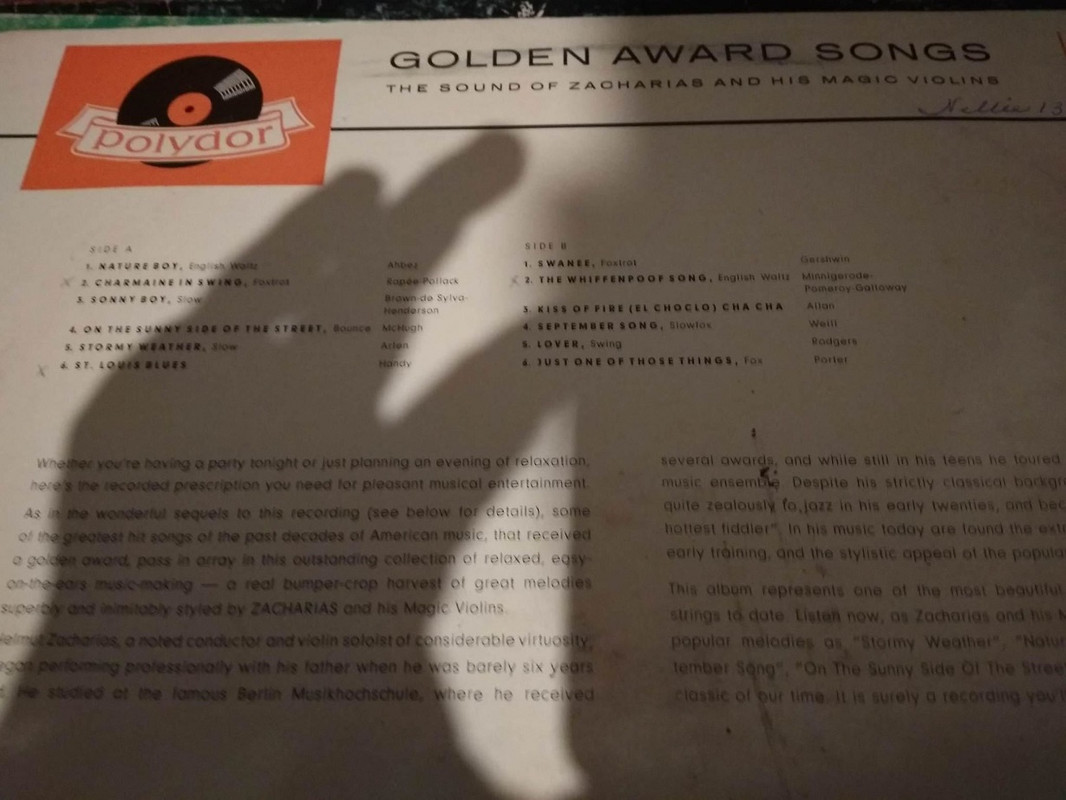 polydor
GOLDEN AWARD SONGS
THE SOUND OF ZACHARIAS AND HIS MAGIC VIOLINS
Nellie 13
SIDE A
1. NATURE BOY, English Waltz Ahbez
x 2. CHARMAINE IN SWING, Foxtrot Rapée-Pollack
3. SONNY BOY, Slow Brown-de Sylva-
Henderson
4. ON THE SUNNY SIDE OF THE STREET, Bounce McHugh
5. STORMY WEATHER, Slow Arlen
x 6. ST. LOUIS BLUES Handy
SIDE B
1. SWANEE, Foxtrot Gershwin
x 2. THE WHIFFENPOOF SONG, English Waltz Minnigerode-
Pomeroy-Galloway
3. KISS OF FIRE (EL CHOCLO) CHA CHA Allan
4. SEPTEMBER SONG, Slowfox Weill
5. LOVER, Swing Rodgers
6. JUST ONE OF THOSE THINGS, Fox Porter
Whether you're having a party tonight or just planning an evening of relaxation,
here's the recorded prescription you need for pleasant musical entertainment.
As in the wonderful sequels to this recording (see below for details), some
of the greatest hit songs of the past decades of American music, that received
a golden award, pass in array in this outstanding collection of relaxed, easy-
on-the-ears music-making — a real bumper-crop harvest of great melodies
superbly and inimitably styled by ZACHARIAS and his Magic Violins.
Helmut Zacharias, a noted conductor and violin soloist of considerable virtuosity,
egan performing professionally with his father when he was barely six years
He studied at the famous Berlin Musikhochschule, where he received
several awards, and while still in his teens he toured
music ensemble. Despite his strictly classical backgr
quite zealously to jazz in his early twenties, and bec
hottest fiddler". In his music today are found the ext
early training, and the stylistic appeal of the popula
This album represents one of the most beautiful
strings to date. Listen now, as Zacharias and his M
popular melodies as "Stormy Weather", "Natur
tember Song", "On The Sunny Side Of The Stree
classic of our time. It is surely a recording you'l